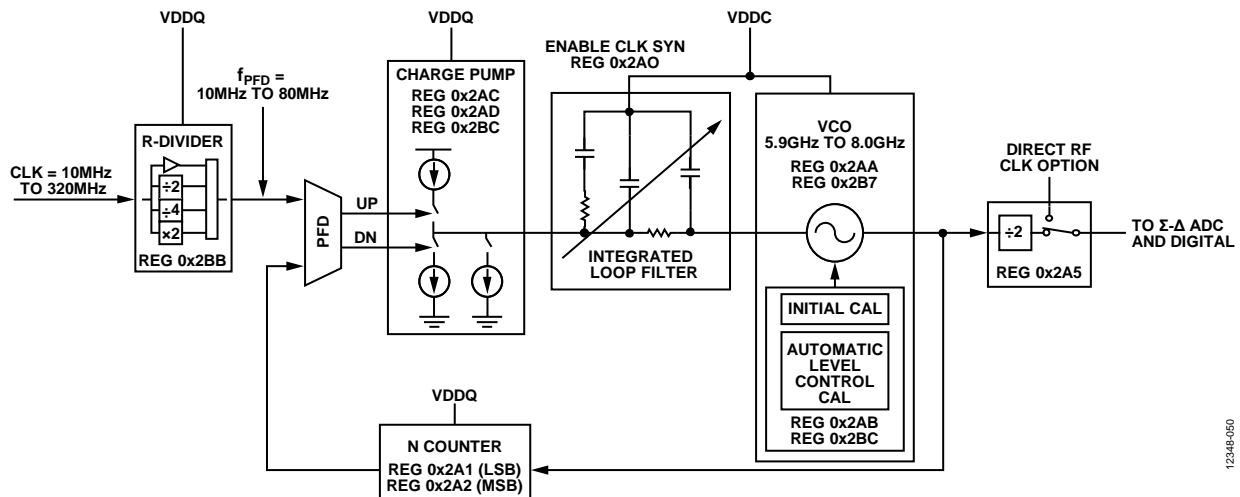 VDDQ
f PFD =
10MHz TO 80MHz
R-DIVIDER
÷2
÷4
×2
REG 0x2BB
CLK = 10MHz
TO 320MHz
PFD
UP
DN
VDDQ
CHARGE PUMP
REG 0x2AC
REG 0x2AD
REG 0x2BC
ENABLE CLK SYN
REG 0x2AO
INTEGRATED
LOOP FILTER
VDDC
VCO
5.9GHz TO 8.0GHz
REG 0x2AA
REG 0x2B7
INITIAL CAL
AUTOMATIC
LEVEL
CONTROL
CAL
REG 0x2AB
REG 0x2BC
DIRECT RF
CLK OPTION
÷2
REG 0x2A5
TO Σ-Δ ADC
AND DIGITAL
VDDQ
N COUNTER
REG 0x2A1 (LSB)
REG 0x2A2 (MSB)
12348-050